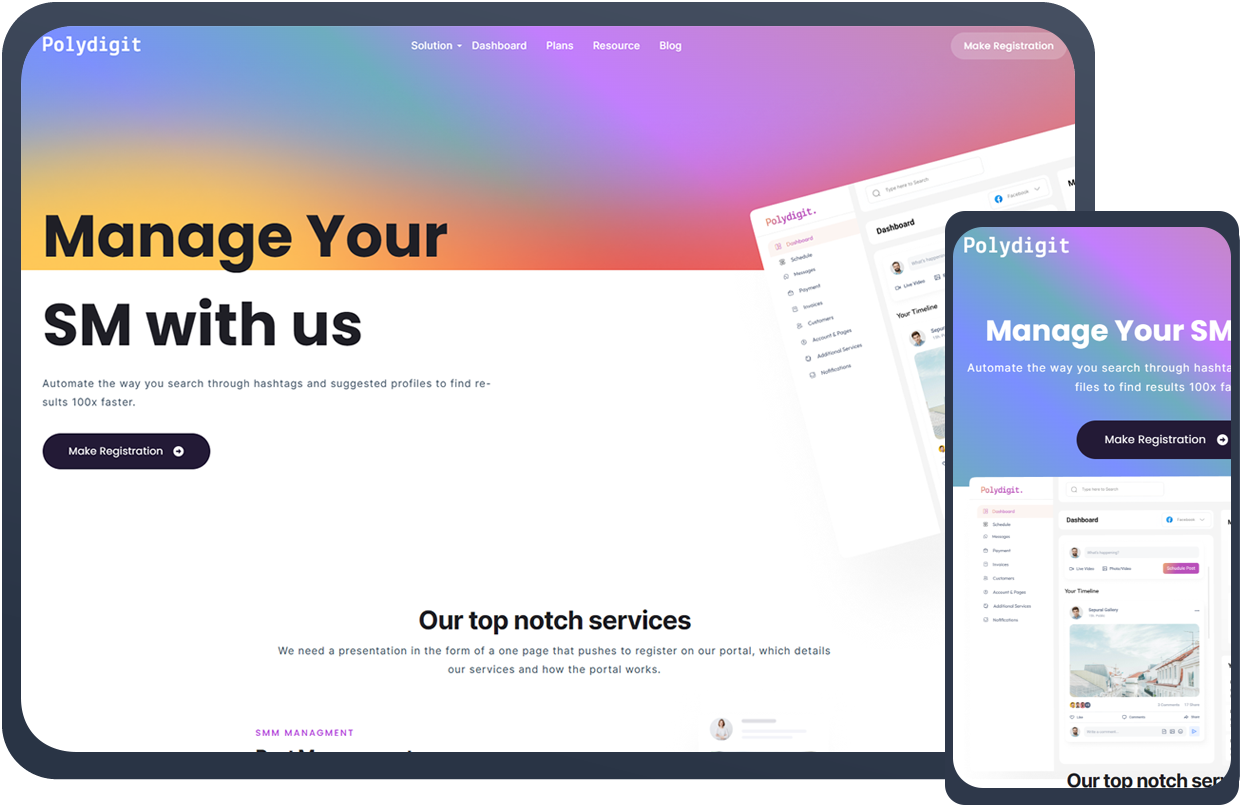 Polydigit
Solution
Dashboard
Plans
Resource
Blog
Make Registration
Manage Your
SM with us
Automate the way you search through hashtags and suggested profiles to find re-
sults 100x faster.
Make Registration
Polydigit.
Type here to Search
Dashboard
Facebook
M
Dashboard
Schedule
Messages
Payment
Invoices
Customers
Account & Pages
Additional Services
Notifications
What's happening
Live Video
Your Timeline
Our top notch services
We need a presentation in the form of a one page that pushes to register on our portal, which details
our services and how the portal works.
SMM MANAGMENT
Polydigit
Manage Your SM
Automate the way you search through hashta
files to find results 100x fa
Make Registration
Polydigit.
Type here to Search
Dashboard
Schedule
Messages
Payment
Invoices
Customers
Account & Pages
Additional Services
Notifications
Dashboard
Facebook
What's happening?
Live Video
Photo/Video
Schedule Post
Your Timeline
Sepural Gallery
3 Comments
17 Share
Like
Comments
Share
Write a comment..
Our top notch ser